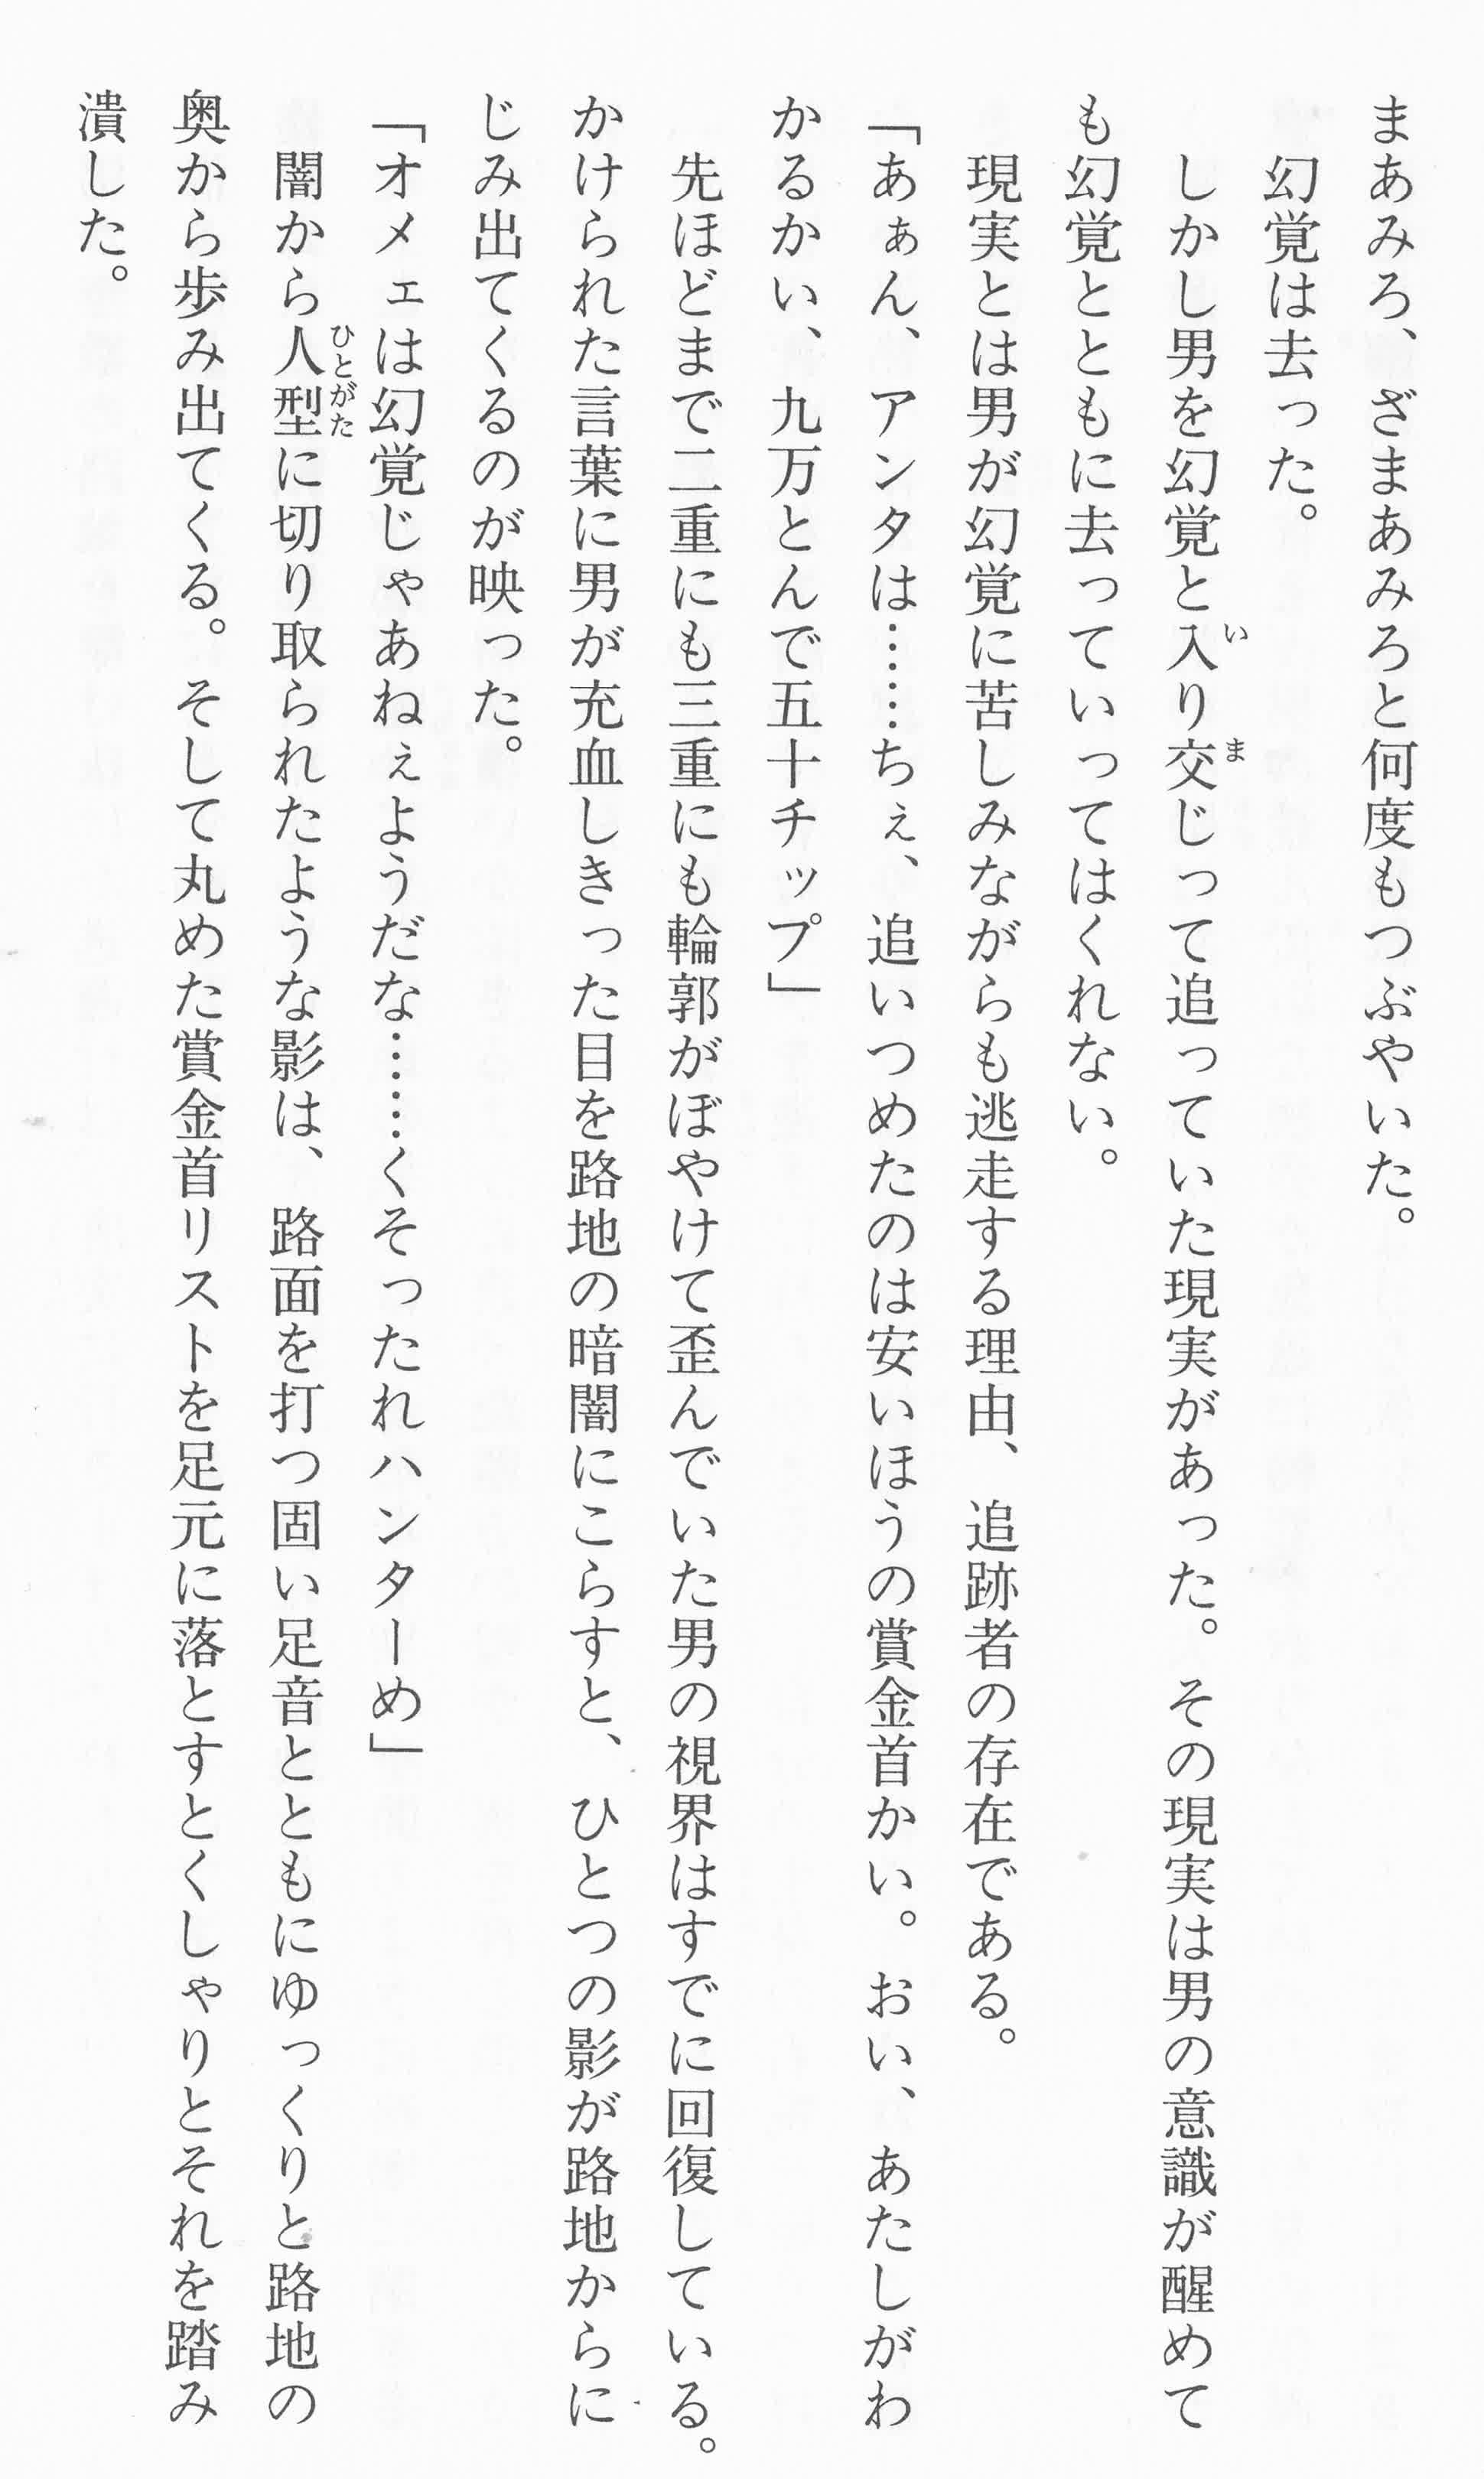 まあみろ、ざまあみろと何度もつぶやいた。
　幻覚は去った。
　しかし男を幻覚と入り交じって追っていた現実があった。その現実は男の意識が醒めて
も幻覚とともに去っていってはくれない。
　現実とは男が幻覚に苦しみながらも逃走する理由、追跡者の存在である。
「あぁん、アンタは……ちぇ、追いつめたのは安いほうの賞金首かい。おい、あたしがわ
かるかい、九万とんで五十チップ」
　先ほどまで二重にも三重にも輪郭がぼやけて歪んでいた男の視界はすでに回復している。
かけられた言葉に男が充血しきった目を路地の暗闇にこらすと、ひとつの影が路地からに
じみ出てくるのが映った。
「オメェは幻覚じゃあねぇようだな……くそったれハンターめ」
　闇から人型に切り取られたような影は、路面を打つ固い足音とともにゆっくりと路地の
奥から歩み出てくる。そして丸めた賞金首リストを足元に落とすとくしゃりとそれを踏み
潰した。